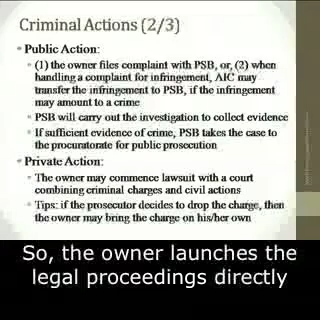 Criminal Actions (2/3)
• Public Action:
(1) the owner files complaint with PSB, or, (2) when
handling a complaint for infringement, AIC may
transfer the infringement to PSB, if the infringement
may amount to a crime
PSB will carry out the investigation to collect evidence
If sufficient evidence of crime, PSB takes the case to
the procuratorate for public prosecution
• Private Action:
The owner may commence lawsuit with a court
combining criminal charges and civil actions
Tips: if the prosecutor decides to drop the charge, then
the owner may bring the charge on his/her own
So, the owner launches the
legal proceedings directly